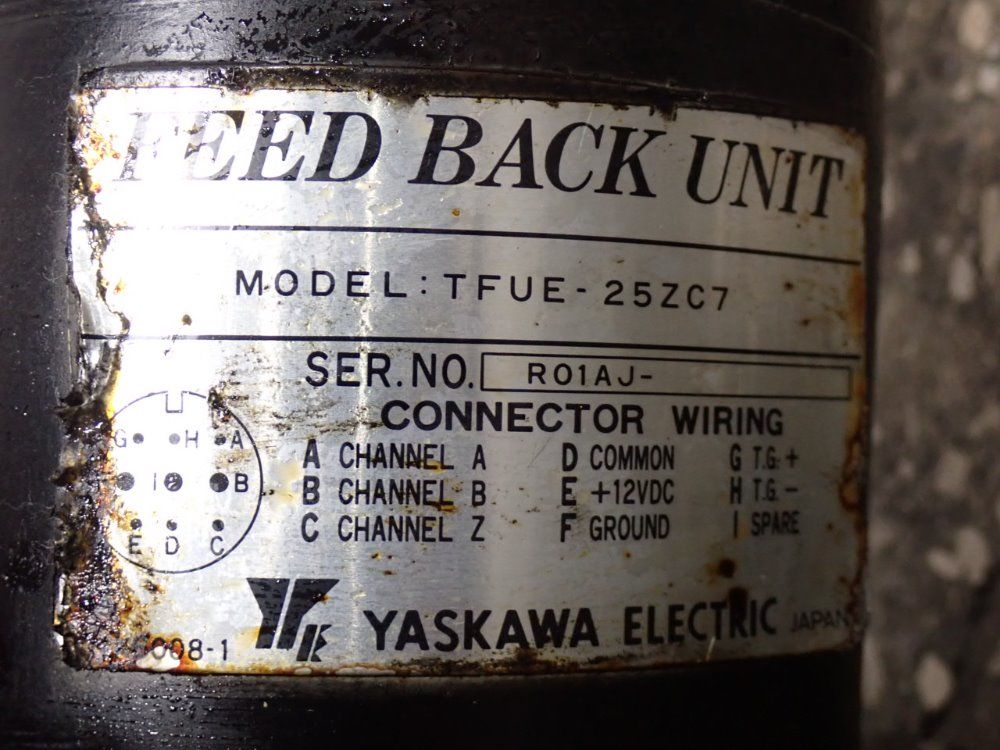 FEED BACK UNIT
MODEL: TFUE-25ZC7
SER.NO. R01AJ-
CONNECTOR WIRING
G H A
I B
E D C
A CHANNEL A D COMMON G T.G. +
B CHANNEL B E +12VDC H T.G. -
C CHANNEL Z F GROUND I SPARE
008-1 YASKAWA ELECTRIC JAPAN